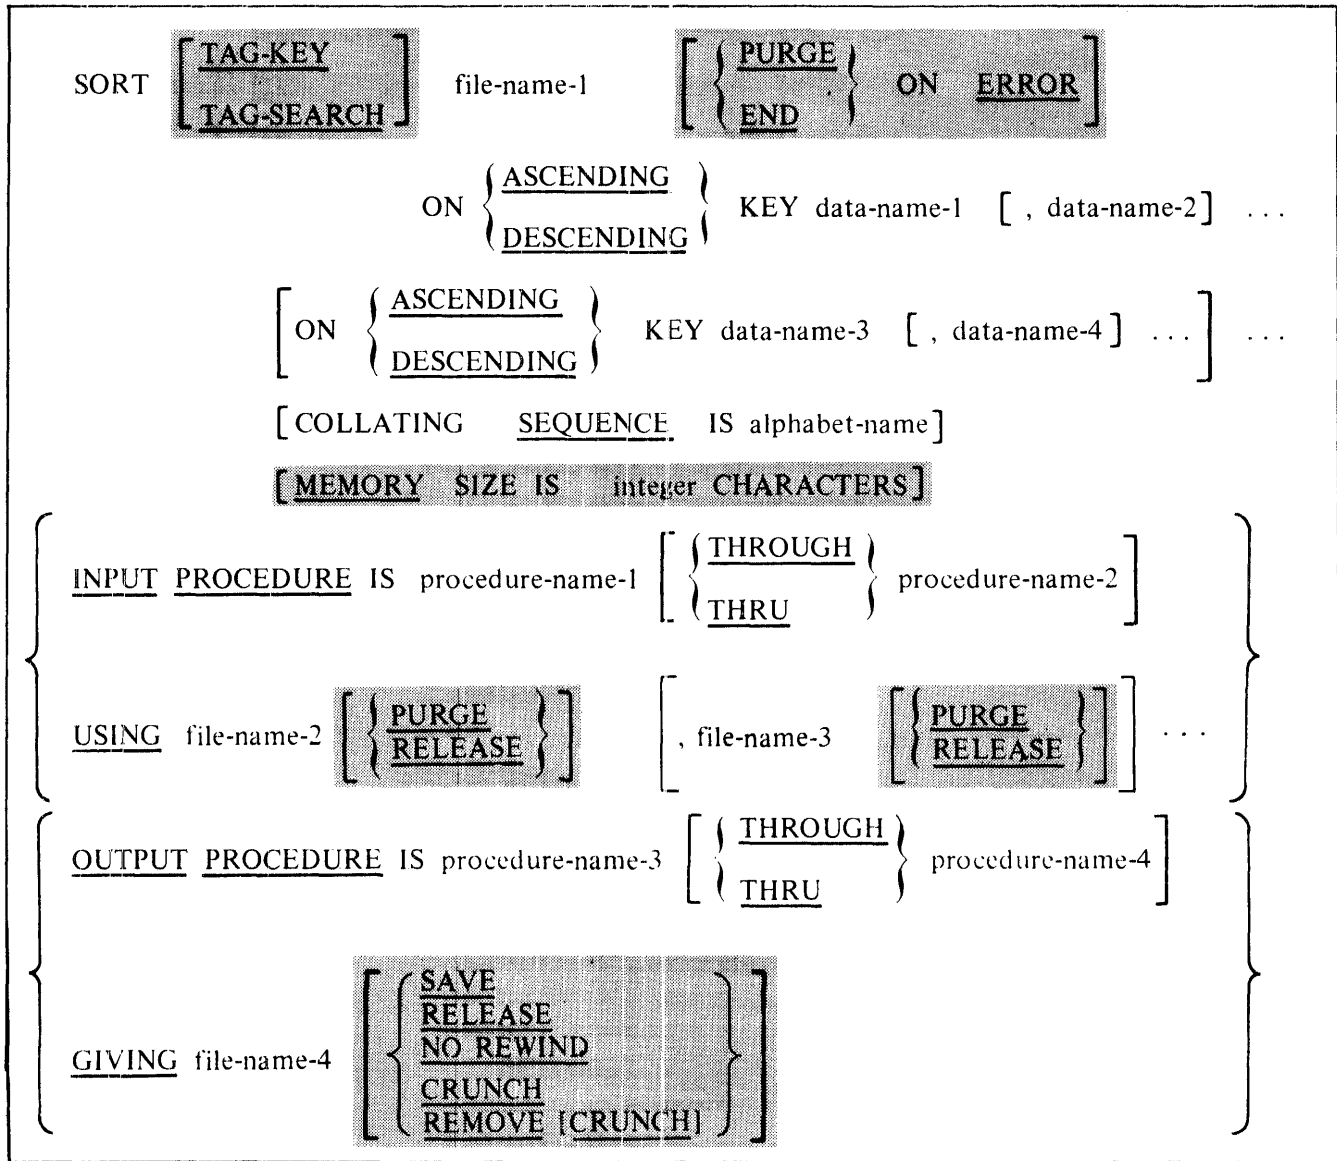 SORT [ TAG-KEY file-name-1 [ { PURGE } ON ERROR ]
TAG-SEARCH ] END
ON { ASCENDING } KEY data-name-1 [ , data-name-2 ] ...
DESCENDING
[ ON { ASCENDING } KEY data-name-3 [ , data-name-4 ] ... ] ...
DESCENDING
[ COLLATING SEQUENCE IS alphabet-name ]
[ MEMORY SIZE IS integer CHARACTERS ]
INPUT PROCEDURE IS procedure-name-1 [ { THROUGH } procedure-name-2 ]
THRU
USING file-name-2 [ { PURGE } ] [ , file-name-3 [ { PURGE } ] ] ...
RELEASE RELEASE
OUTPUT PROCEDURE IS procedure-name-3 [ { THROUGH } procedure-name-4 ]
THRU
GIVING file-name-4 [ { SAVE
RELEASE
NO REWIND
CRUNCH
REMOVE [CRUNCH] } ]